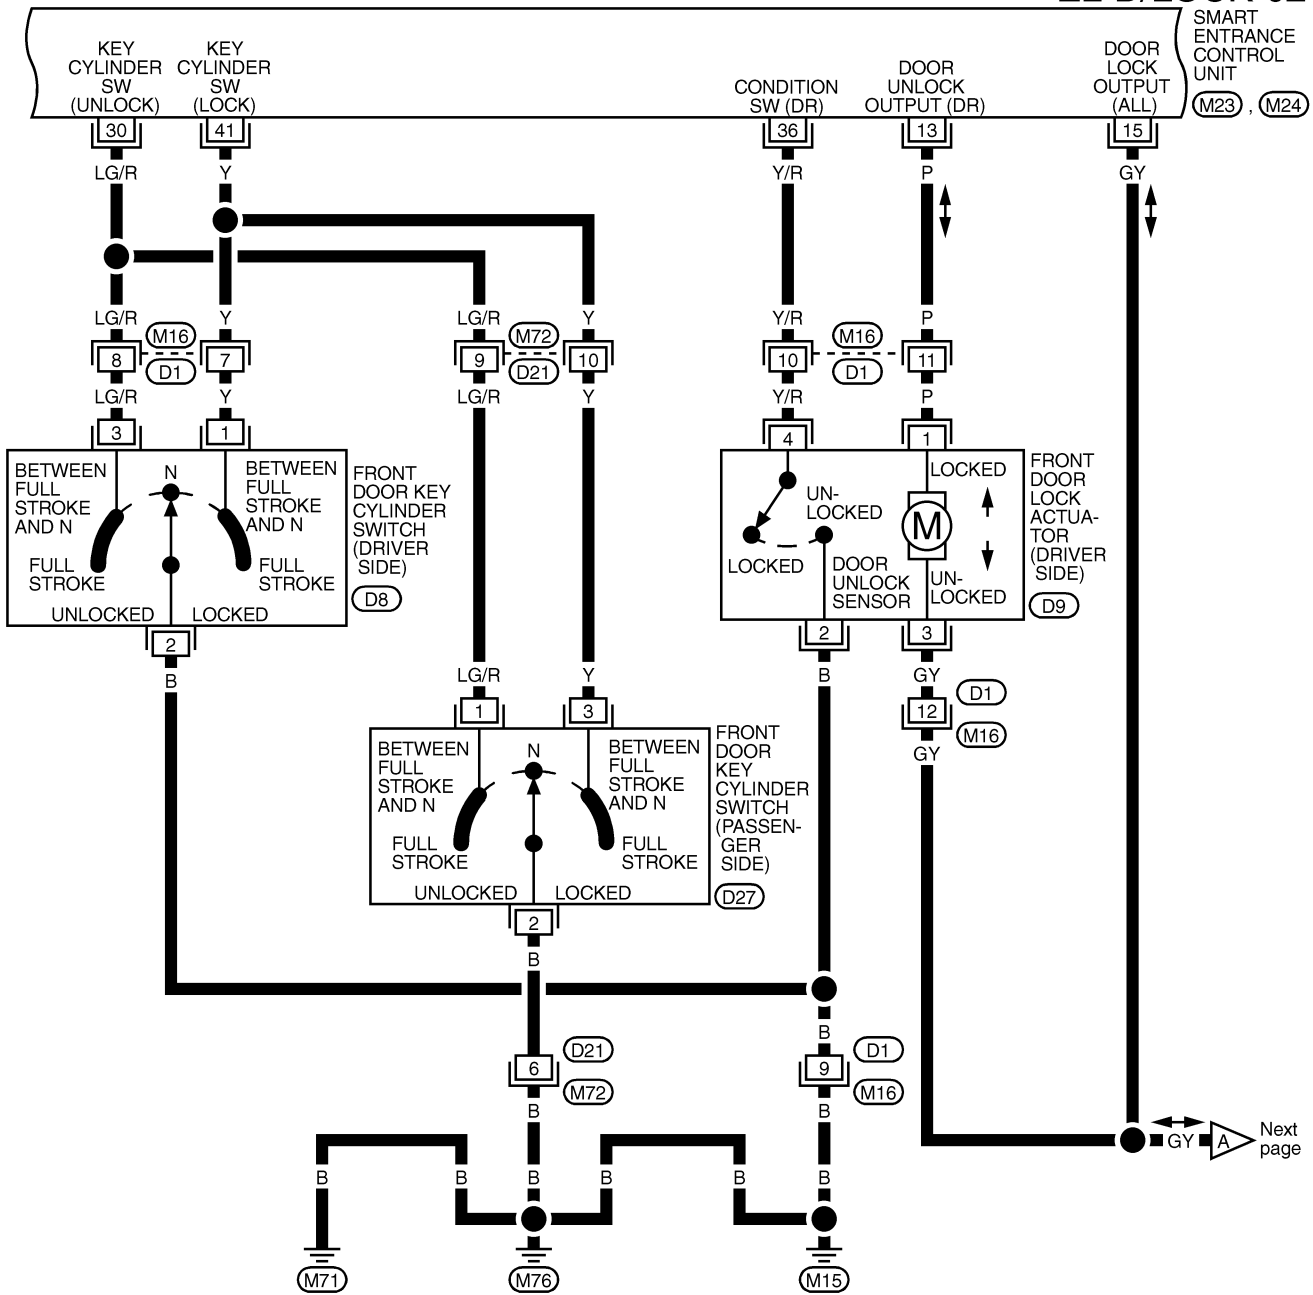 SMART
ENTRANCE
CONTROL
UNIT
M23 , M24
KEY
CYLINDER
SW
(UNLOCK)
KEY
CYLINDER
SW
(LOCK)
CONDITION
SW (DR)
DOOR
UNLOCK
OUTPUT (DR)
DOOR
LOCK
OUTPUT
(ALL)
30
41
36
13
15
LG/R
Y
Y/R
P
GY
LG/R
Y
LG/R
Y
Y/R
P
M16
M72
M16
8
7
9
10
10
11
D1
D21
D1
LG/R
Y
LG/R
Y
Y/R
P
3
1
4
1
BETWEEN
FULL
STROKE
AND N
N
BETWEEN
FULL
STROKE
AND N
FULL
STROKE
FULL
STROKE
UNLOCKED
LOCKED
FRONT
DOOR KEY
CYLINDER
SWITCH
(DRIVER
SIDE)
D8
UN-
LOCKED
LOCKED
DOOR
UNLOCK
SENSOR
LOCKED
M
UN-
LOCKED
FRONT
DOOR
LOCK
ACTUA-
TOR
(DRIVER
SIDE)
D9
2
2
3
B
LG/R
Y
B
GY
D1
1
3
12
M16
GY
BETWEEN
FULL
STROKE
AND N
N
BETWEEN
FULL
STROKE
AND N
FULL
STROKE
FULL
STROKE
UNLOCKED
LOCKED
FRONT
DOOR
KEY
CYLINDER
SWITCH
(PASSEN-
GER
SIDE)
D27
2
B
B
D21
D1
6
9
M72
M16
B
B
GY
A
Next
page
B
B
B
B
B
B
M71
M76
M15